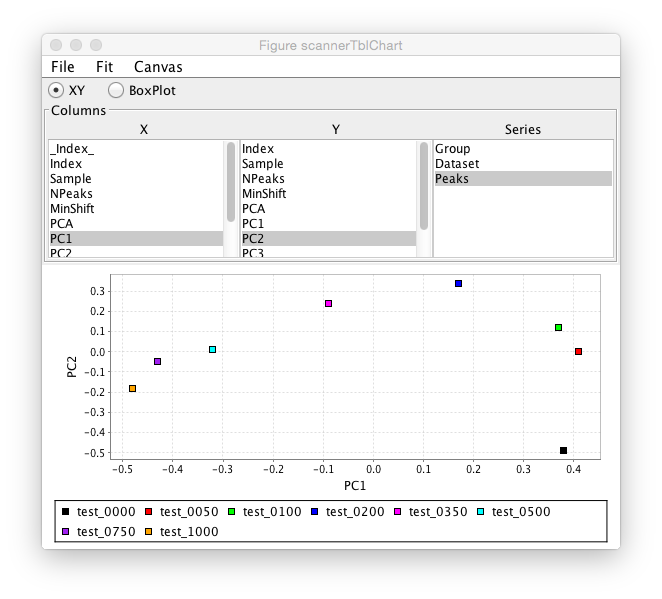 Figure scannerTblChart
File Fit Canvas
XY BoxPlot
Columns
X Y Series
_Index_ Index Group
Index Sample Dataset
Sample NPeaks Peaks
NPeaks MinShift
MinShift PCA
PCA PC1
PC1 PC2
PC2 PC3
0.3
0.2
0.1
0.0
-0.1
-0.2
-0.3
-0.4
-0.5
PC2
-0.5 -0.4 -0.3 -0.2 -0.1 0.0 0.1 0.2 0.3 0.4
PC1
test_0000 test_0050 test_0100 test_0200 test_0350 test_0500
test_0750 test_1000